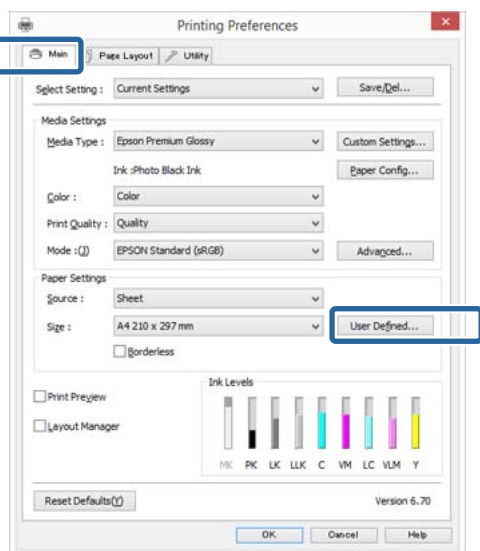 Printing Preferences
Main Page Layout Utility
Select Setting : Current Settings Save/Del...
Media Settings
Media Type : Epson Premium Glossy Custom Settings...
Ink :Photo Black Ink Paper Config...
Color : Color
Print Quality : Quality
Mode :(J) EPSON Standard (sRGB) Advanced...
Paper Settings
Source : Sheet
Size : A4 210 x 297 mm User Defined...
Borderless
Ink Levels
Print Preview
Layout Manager
MK PK LK LLK C VM LC VLM Y
Reset Defaults(Y) Version 6.70
OK Cancel Help